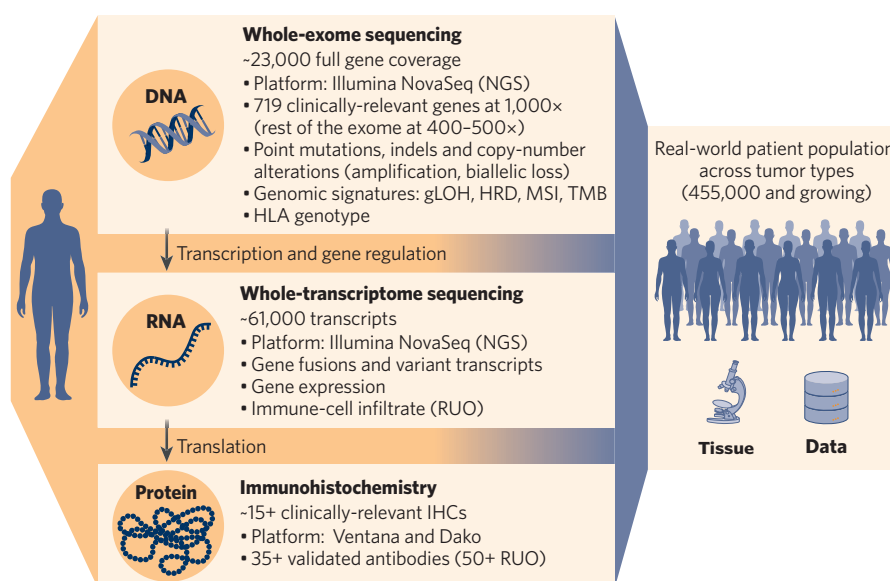 DNA
Whole-exome sequencing
~23,000 full gene coverage
• Platform: Illumina NovaSeq (NGS)
• 719 clinically-relevant genes at 1,000×
(rest of the exome at 400–500×)
• Point mutations, indels and copy-number
alterations (amplification, biallelic loss)
• Genomic signatures: gLOH, HRD, MSI, TMB
• HLA genotype
Transcription and gene regulation
RNA
Whole-transcriptome sequencing
~61,000 transcripts
• Platform: Illumina NovaSeq (NGS)
• Gene fusions and variant transcripts
• Gene expression
• Immune-cell infiltrate (RUO)
Translation
Protein
Immunohistochemistry
~15+ clinically-relevant IHCs
• Platform: Ventana and Dako
• 35+ validated antibodies (50+ RUO)
Real-world patient population
across tumor types
(455,000 and growing)
Tissue
Data